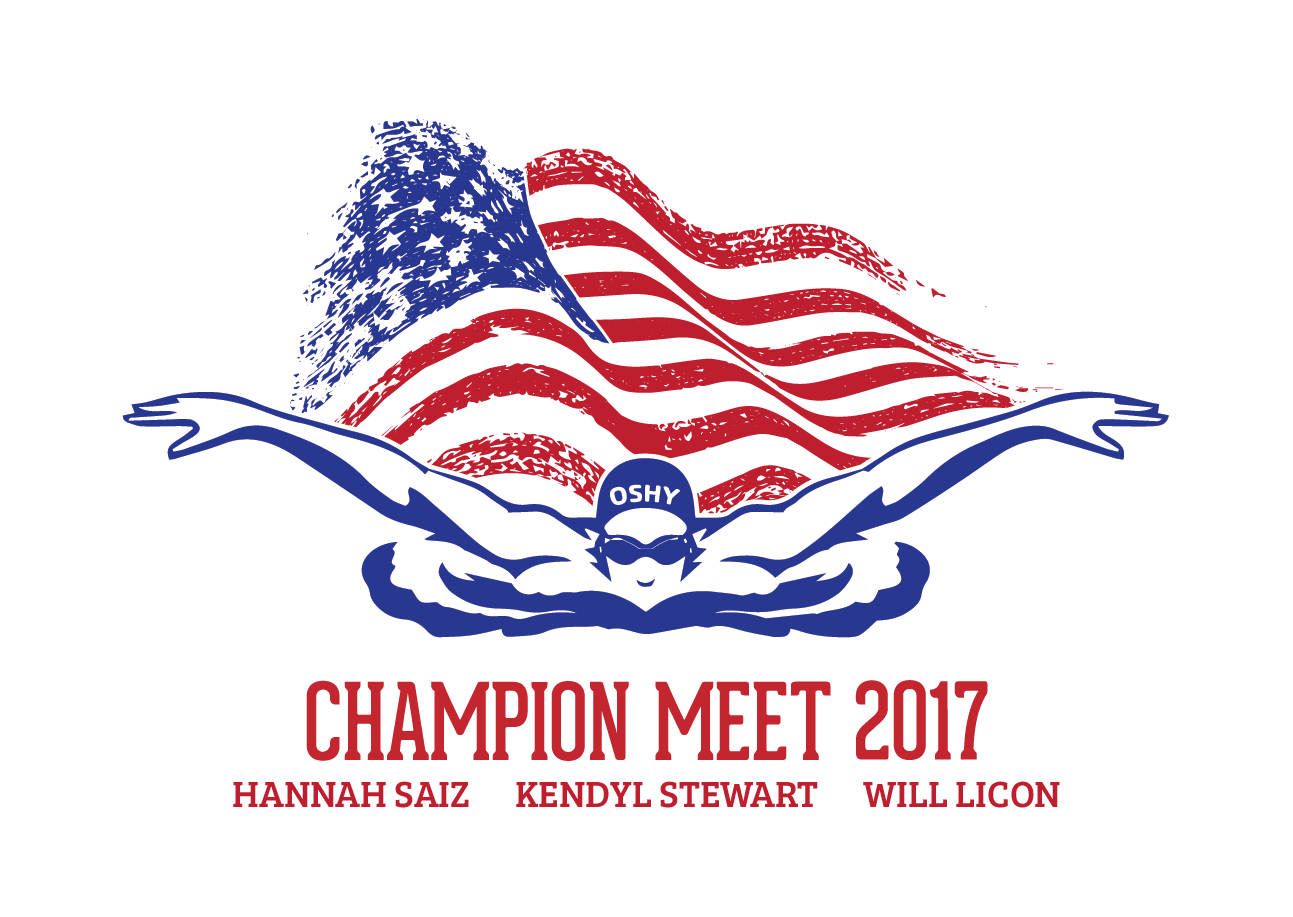 OSHY
CHAMPION MEET 2017
HANNAH SAIZ KENDYL STEWART WILL LICON